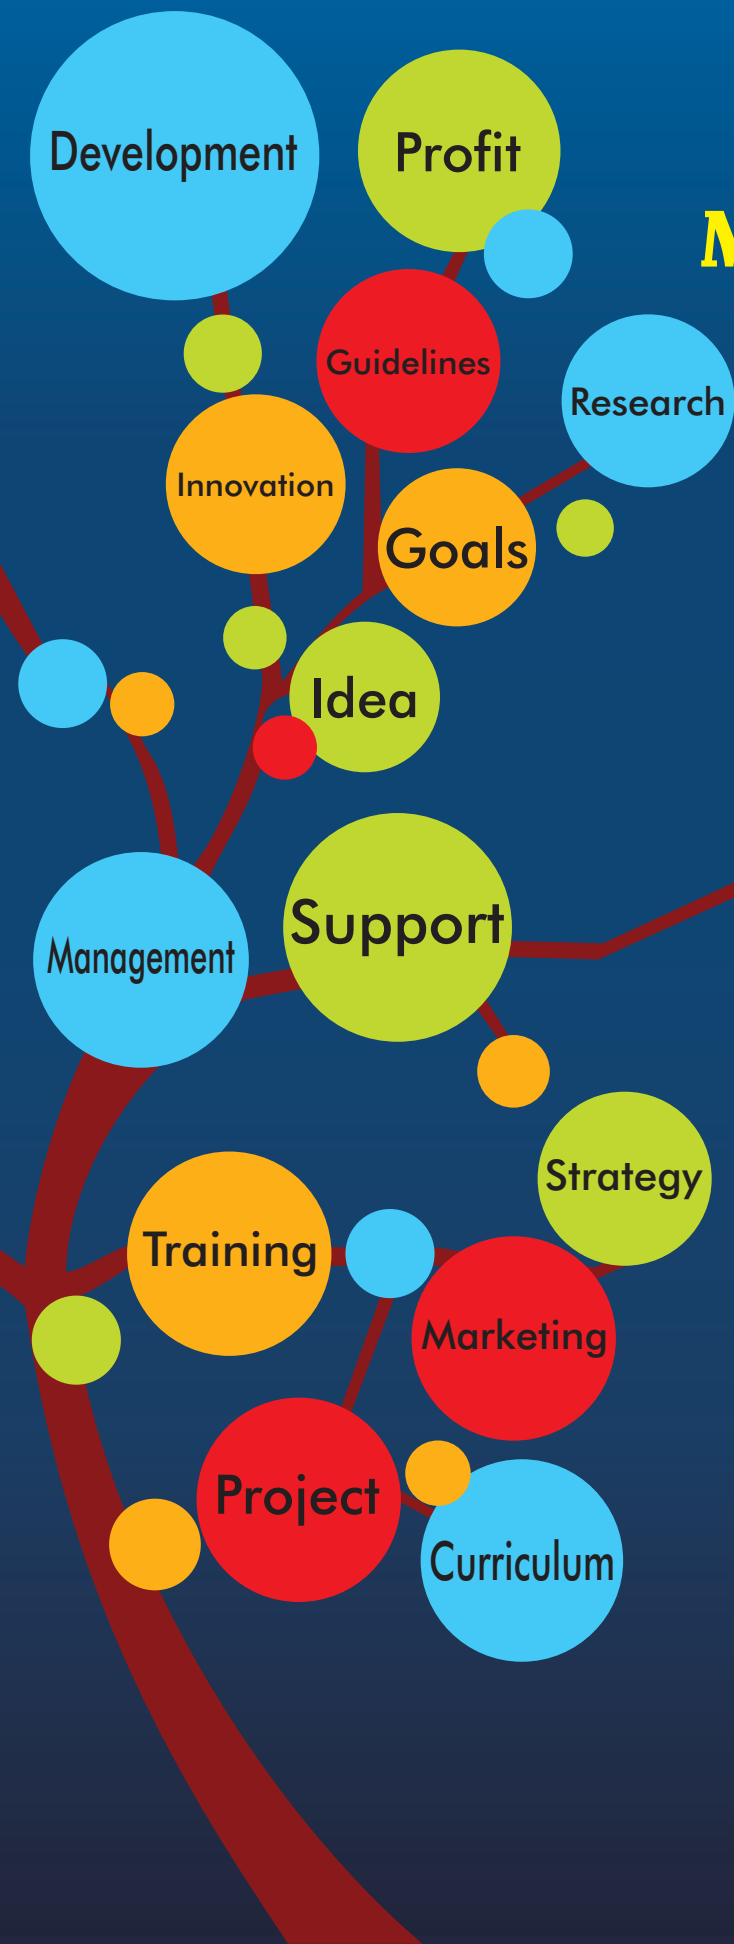 Development
Profit
Guidelines
Research
Innovation
Goals
Idea
Support
Management
Strategy
Training
Marketing
Project
Curriculum